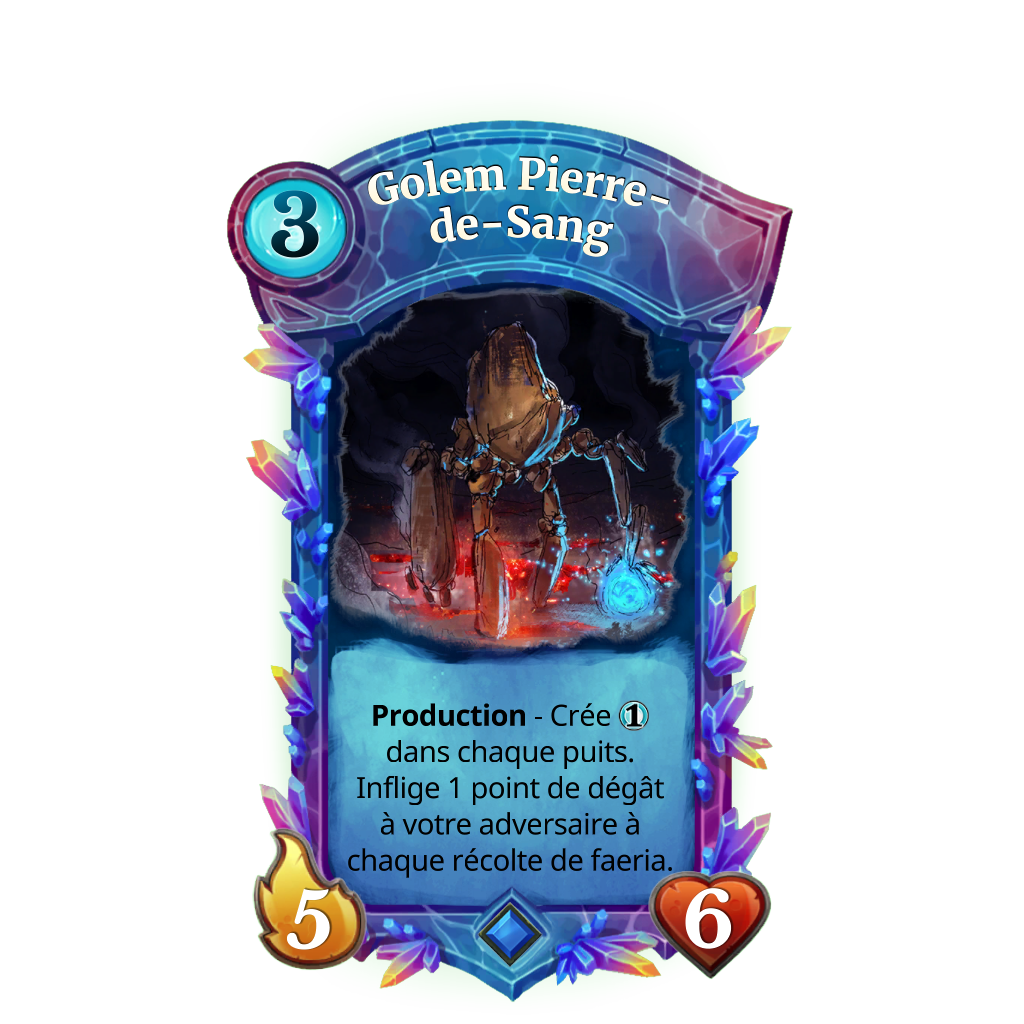 3
Golem Pierre-
de-Sang
Production - Crée 1
dans chaque puits.
Inflige 1 point de dégât
à votre adversaire à
chaque récolte de faeria.
5
6